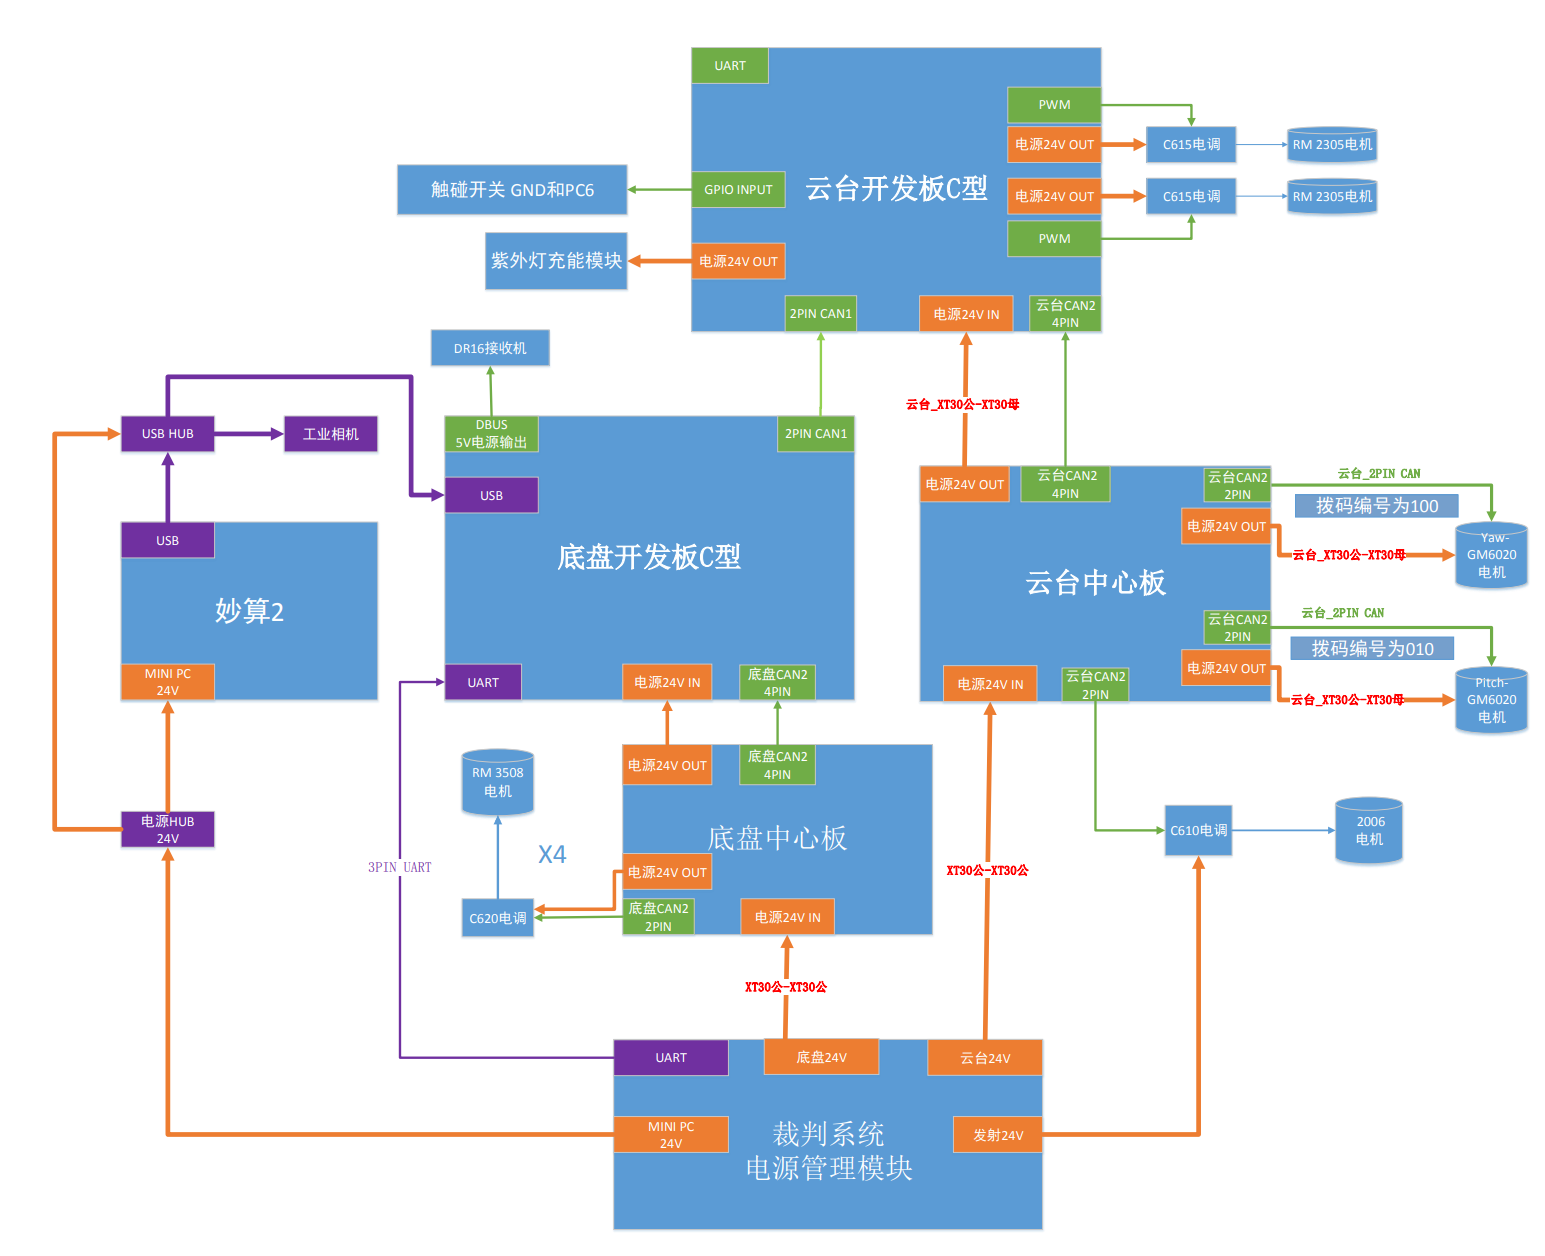 UART
PWM
电源24V OUT
C615电调
RM 2305电机
触碰开关 GND和PC6
GPIO INPUT
云台开发板C型
电源24V OUT
C615电调
RM 2305电机
PWM
紫外灯充能模块
电源24V OUT
2PIN CAN1
电源24V IN
云台CAN2
4PIN
DR16接收机
云台_XT30公-XT30母
USB HUB
工业相机
DBUS
5V电源输出
2PIN CAN1
电源24V OUT
云台CAN2
4PIN
云台CAN2
2PIN
云台_2PIN CAN
USB
拨码编号为100
电源24V OUT
USB
底盘开发板C型
云台_XT30公-XT30母
Yaw-
GM6020
电机
妙算2
云台中心板
云台CAN2
2PIN
云台_2PIN CAN
拨码编号为010
电源24V OUT
MINI PC
24V
UART
电源24V IN
底盘CAN2
4PIN
电源24V IN
云台CAN2
2PIN
云台_XT30公-XT30母
Pitch-
GM6020
电机
RM 3508
电机
电源24V OUT
底盘CAN2
4PIN
电源HUB
24V
底盘中心板
C610电调
2006
电机
X4
3PIN UART
电源24V OUT
XT30公-XT30公
C620电调
底盘CAN2
2PIN
电源24V IN
XT30公-XT30公
UART
底盘24V
云台24V
MINI PC
24V
发射24V
裁判系统
电源管理模块